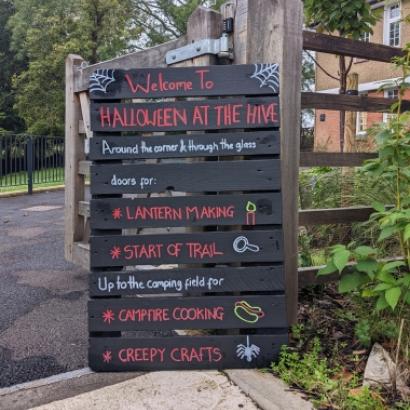 Welcome To
HALLOWEEN AT THE HIVE
Around the corner & through the glass
doors for:
* LANTERN MAKING
* START OF TRAIL
Up to the camping field for
* CAMPFIRE COOKING
* CREEPY CRAFTS